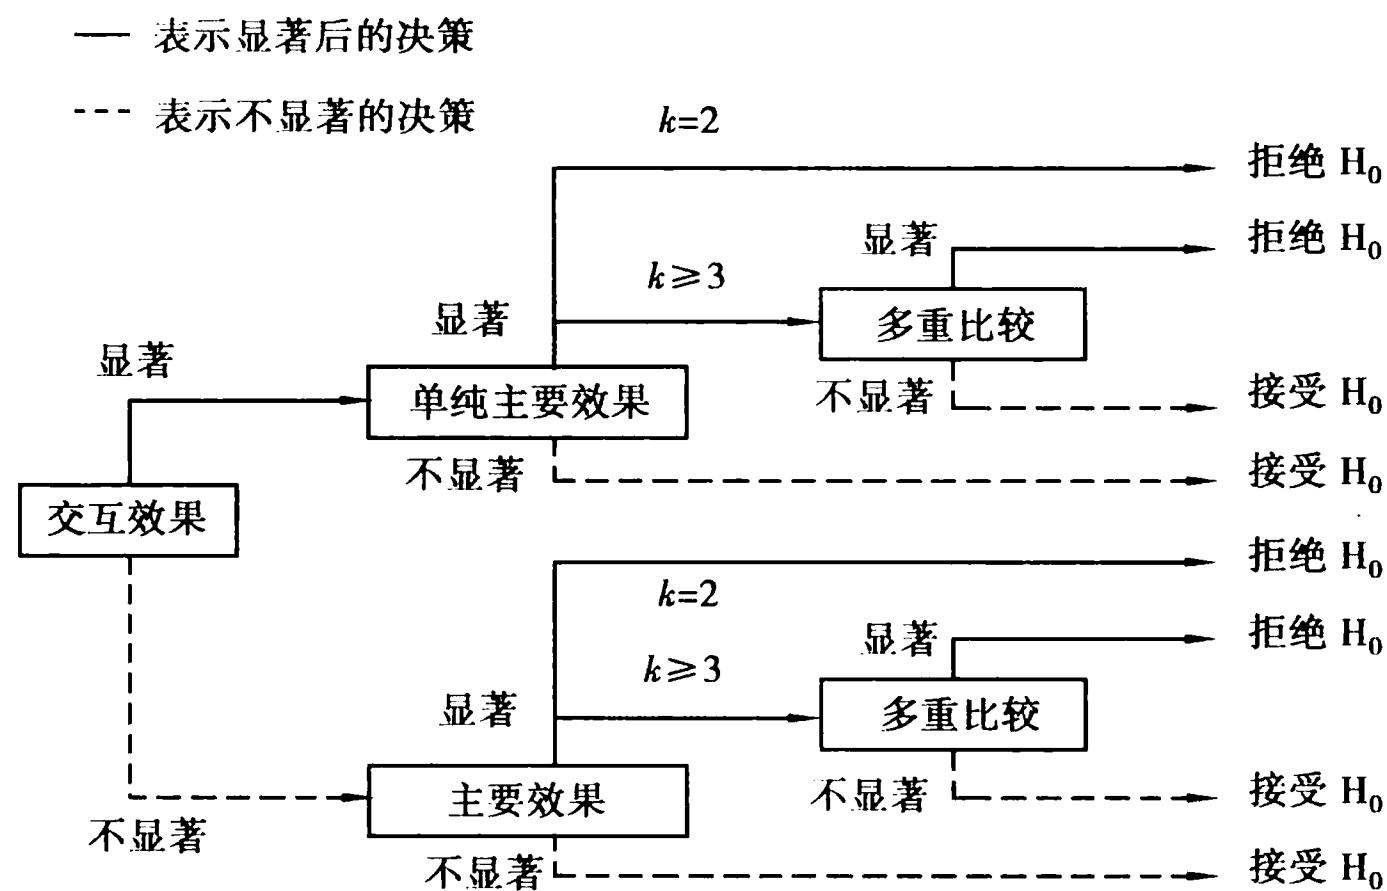 表示显著后的决策
表示不显著的决策
k=2
拒绝 H₀
显著
拒绝 H₀
k≥3
多重比较
显著
不显著
接受 H₀
显著
单纯主要效果
不显著
接受 H₀
交互效果
拒绝 H₀
k=2
显著
拒绝 H₀
k≥3
多重比较
显著
不显著
接受 H₀
主要效果
不显著
不显著
接受 H₀